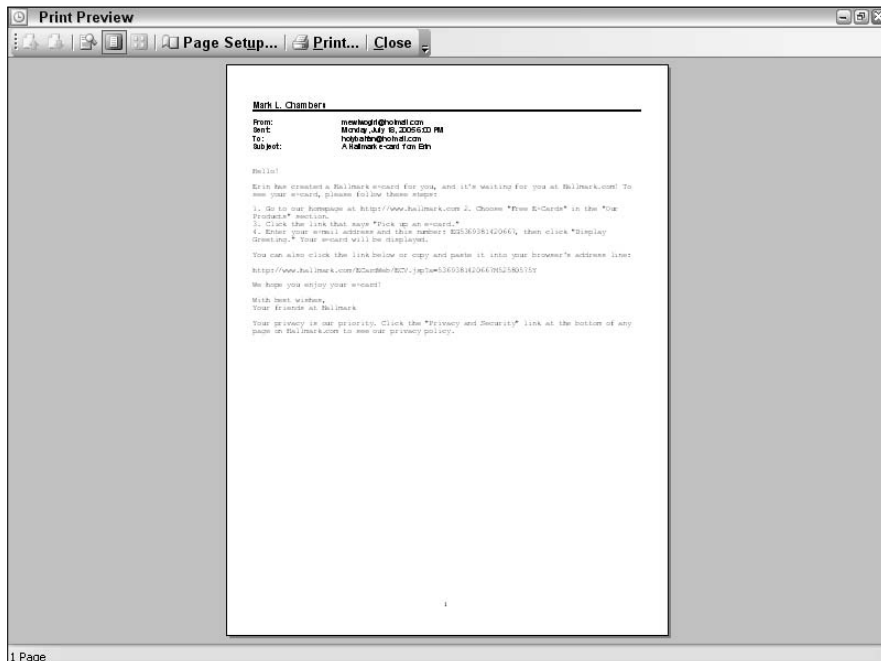 Print Preview
Page Setup... Print... Close
Mark L. Chambers
From:
Sent: Monday, July 18, 2005 6:00 PM
To:
Subject: A Hallmark e-card from Erin
Hello!
Erin has created a Hallmark e-card for you, and it's waiting for you at Hallmark.com! To
see your e-card, please follow these steps:
1. Go to our homepage at http://www.hallmark.com 2. Choose "Free E-Cards" in the "Our
Products" section.
3. Click the link that says "Pick up an e-card."
4. Enter your e-mail address and this number: then click "Display
Greeting." Your e-card will be displayed.
You can also click the link below or copy and paste it into your browser's address line:
We hope you enjoy your e-card!
With best wishes,
Your friends at Hallmark
Your privacy is our priority. Click the "Privacy and Security" link at the bottom of any
page on Hallmark.com to see our privacy policy.
1
1 Page